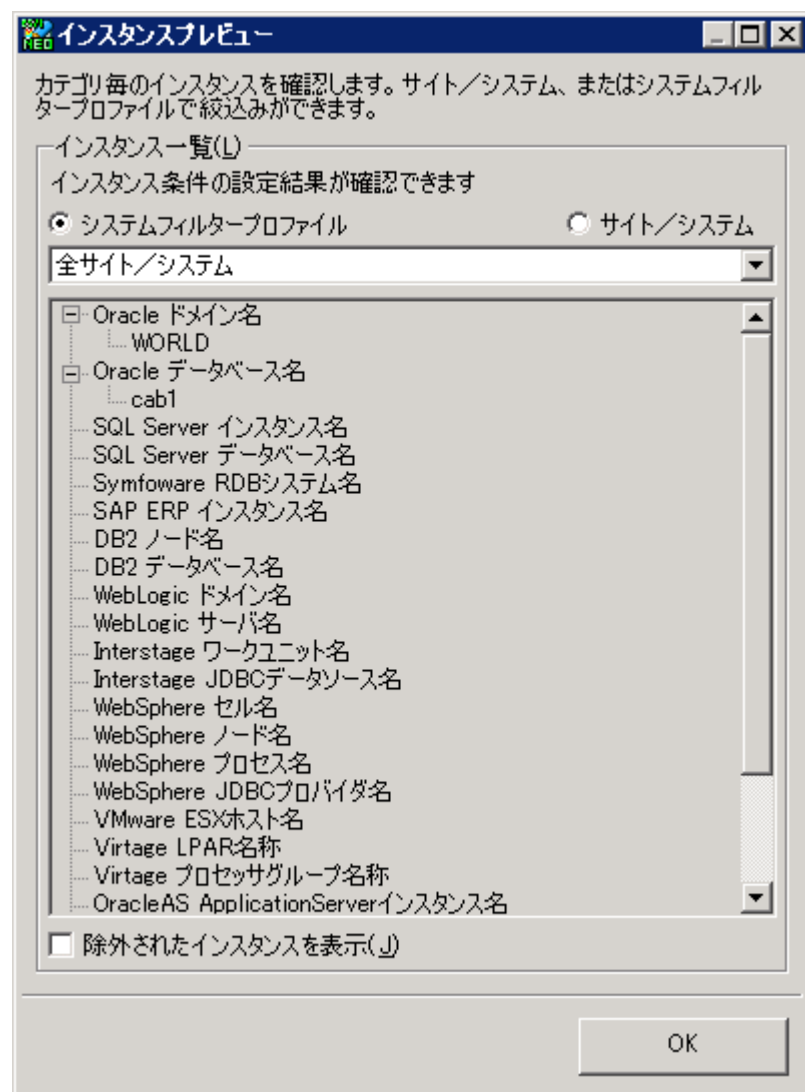 インスタンスプレビュー
カテゴリ毎のインスタンスを確認します。サイト／システム、またはシステムフィル
タープロファイルで絞込みができます。
インスタンス一覧(L)
インスタンス条件の設定結果が確認できます
システムフィルタープロファイル サイト／システム
全サイト／システム
Oracle ドメイン名
WORLD
Oracle データベース名
cab1
SQL Server インスタンス名
SQL Server データベース名
Symfoware RDBシステム名
SAP ERP インスタンス名
DB2 ノード名
DB2 データベース名
WebLogic ドメイン名
WebLogic サーバ名
Interstage ワークユニット名
Interstage JDBCデータソース名
WebSphere セル名
WebSphere ノード名
WebSphere プロセス名
WebSphere JDBCプロバイダ名
VMware ESXホスト名
Virtage LPAR名称
Virtage プロセッサグループ名称
OracleAS ApplicationServerインスタンス名
除外されたインスタンスを表示(J)
OK